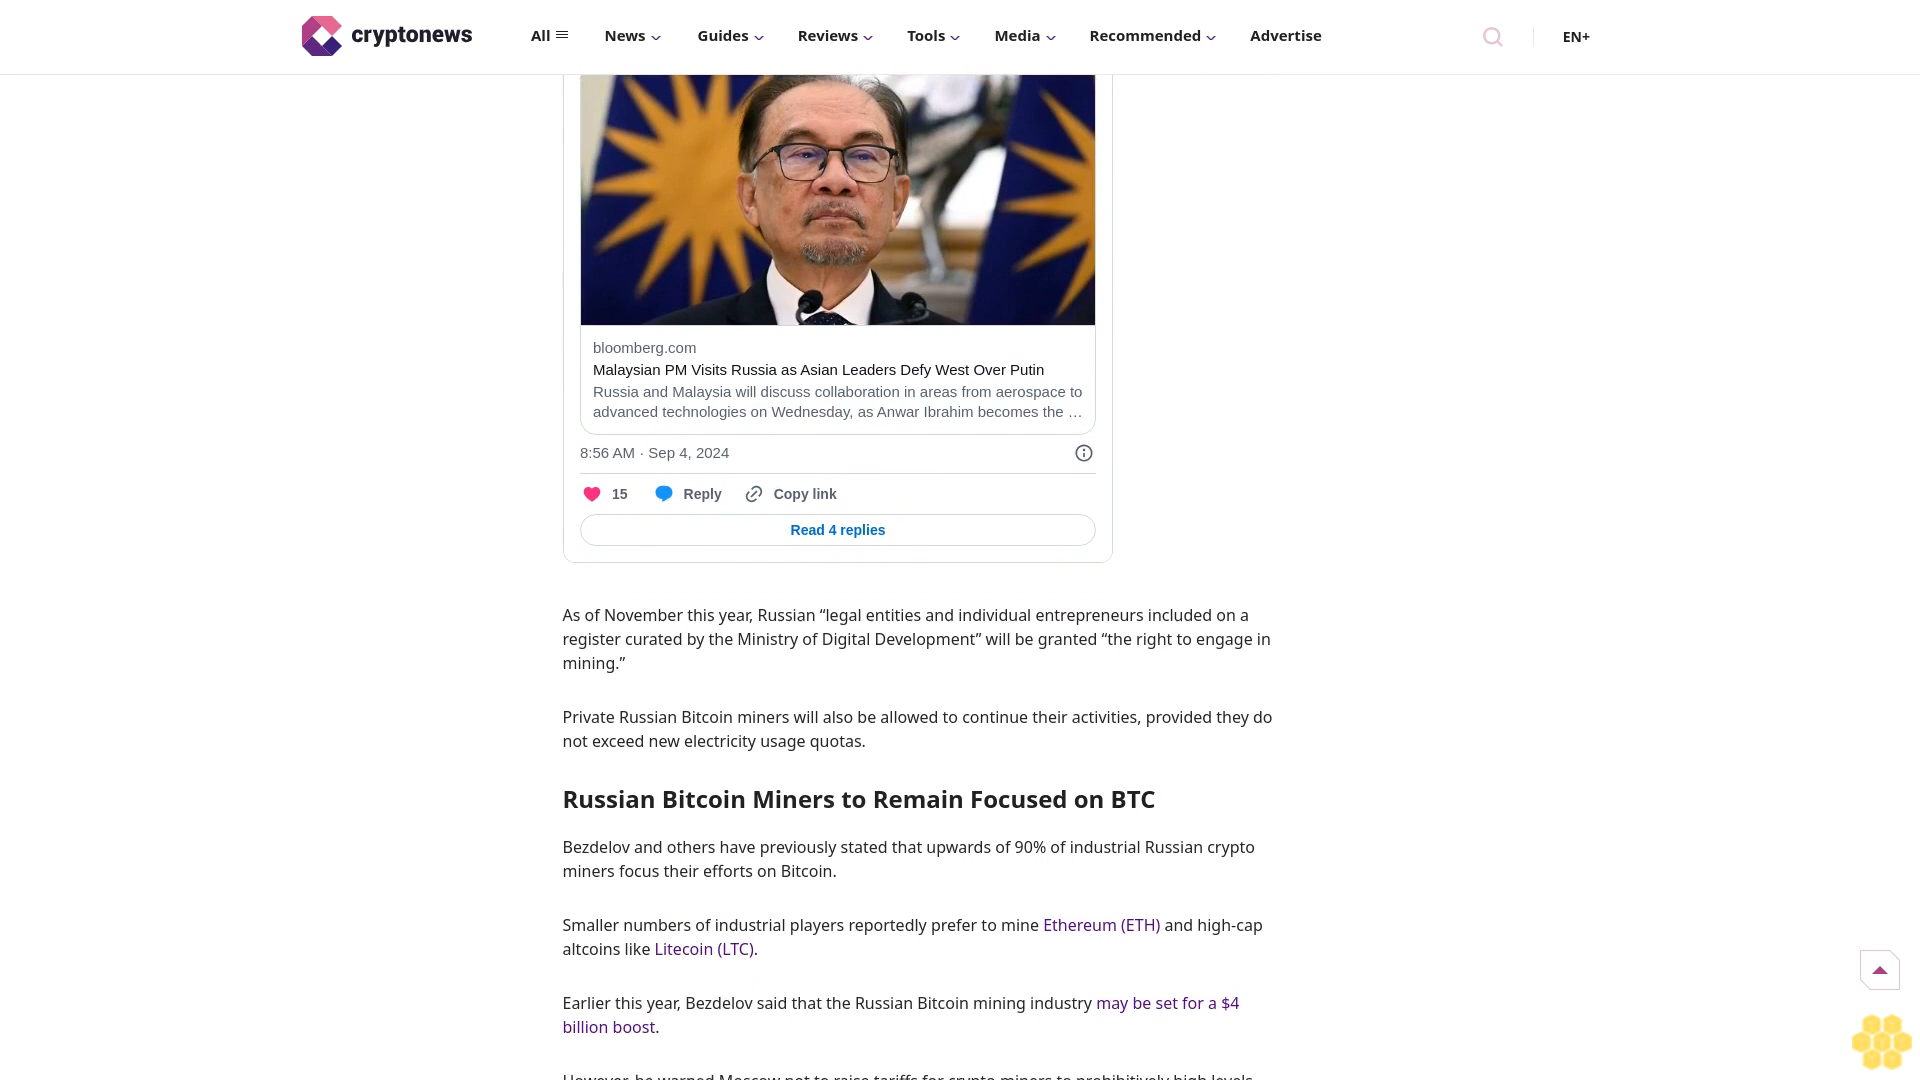 cryptonews
All
News
Guides
Reviews
Tools
Media
Recommended
Advertise
EN+
bloomberg.com
Malaysian PM Visits Russia as Asian Leaders Defy West Over Putin
Russia and Malaysia will discuss collaboration in areas from aerospace to
advanced technologies on Wednesday, as Anwar Ibrahim becomes the …
8:56 AM · Sep 4, 2024
15
Reply
Copy link
Read 4 replies
As of November this year, Russian “legal entities and individual entrepreneurs included on a
register curated by the Ministry of Digital Development” will be granted “the right to engage in
mining.”
Private Russian Bitcoin miners will also be allowed to continue their activities, provided they do
not exceed new electricity usage quotas.
Russian Bitcoin Miners to Remain Focused on BTC
Bezdelov and others have previously stated that upwards of 90% of industrial Russian crypto
miners focus their efforts on Bitcoin.
Smaller numbers of industrial players reportedly prefer to mine Ethereum (ETH) and high-cap
altcoins like Litecoin (LTC).
Earlier this year, Bezdelov said that the Russian Bitcoin mining industry may be set for a $4
billion boost.
However, he warned Moscow not to raise tariffs for crypto miners to prohibitively high levels.